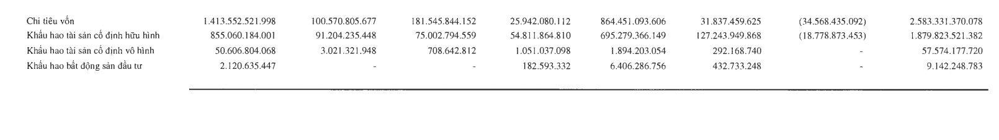 Chi tiêu vốn 1.413.552.521.998 100.570.805.677 181.545.844.152 25.942.080.112 864.451.093.606 31.837.459.625 (34.568.435.092) 2.583.331.370.078
Khấu hao tài sản cố định hữu hình 855.060.184.001 91.204.235.448 75.002.794.559 54.811.864.810 695.279.366.149 127.243.949.868 (18.778.873.453) 1.879.823.521.382
Khấu hao tài sản cố định vô hình 50.606.804.068 3.021.321.948 708.642.812 1.051.037.098 1.894.203.054 292.168.740 - 57.574.177.720
Khấu hao bất động sản đầu tư 2.120.635.447 - - 182.593.332 6.406.286.756 432.733.248 - 9.142.248.783